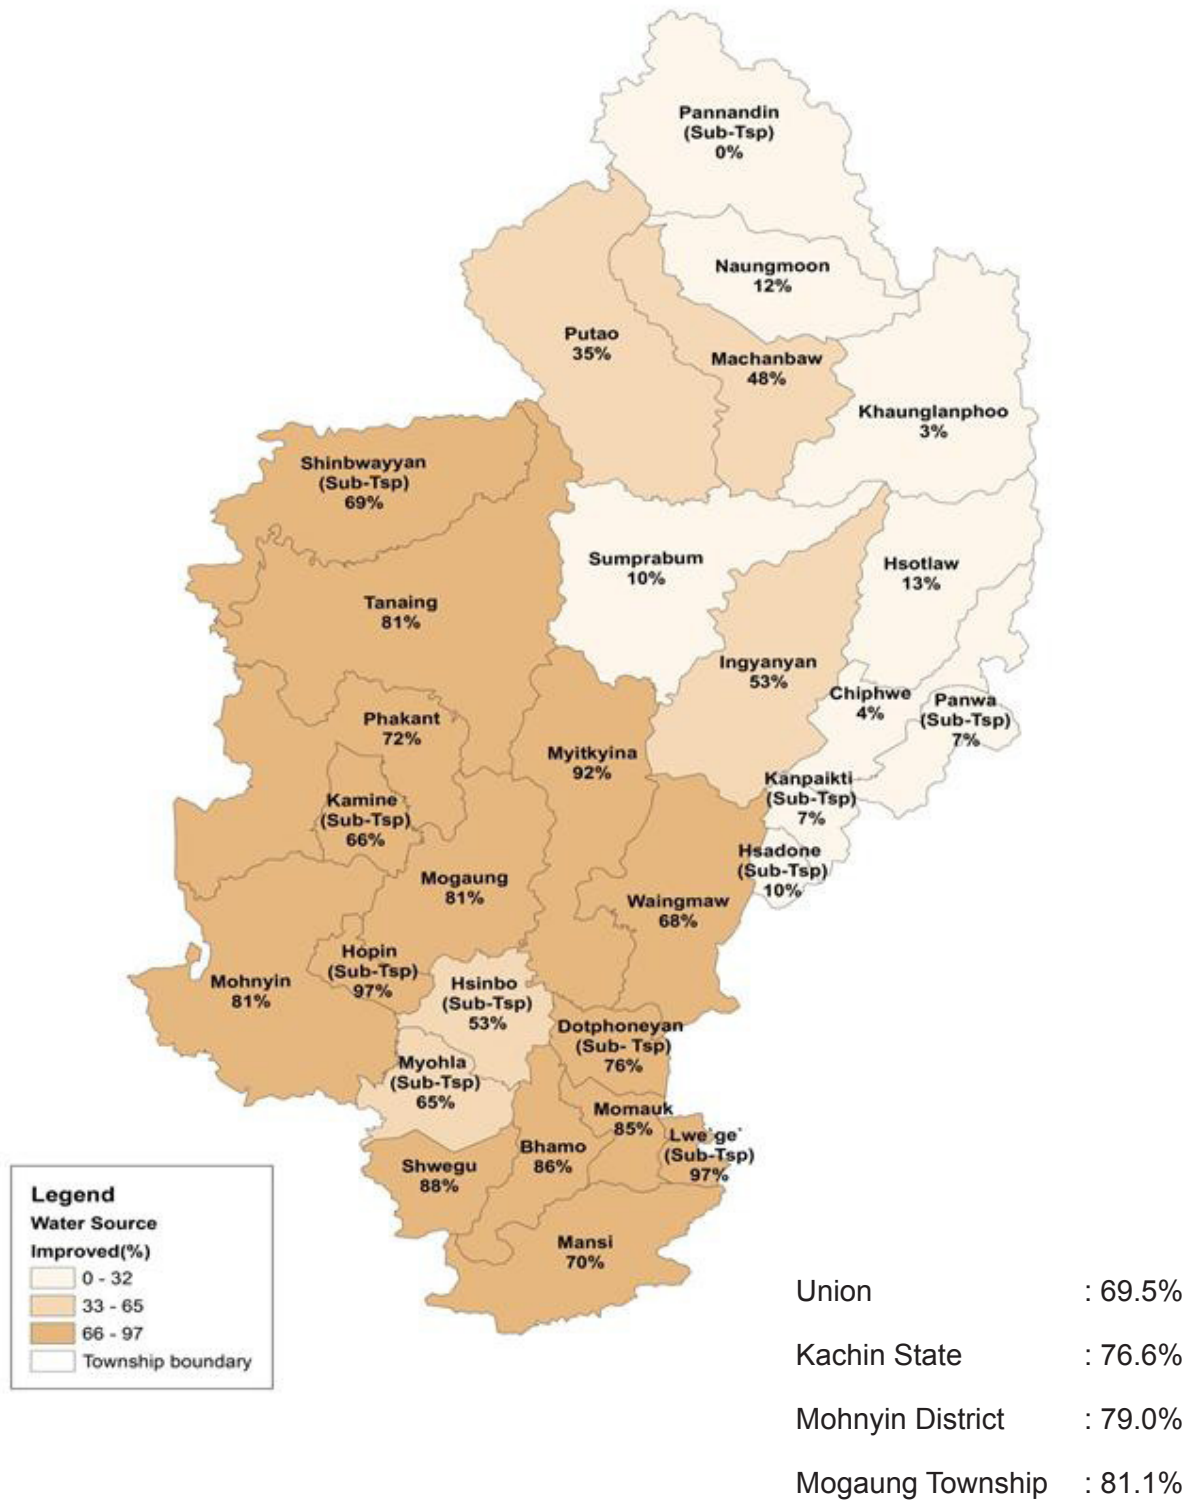 Pannandin
(Sub-Tsp)
0%
Naungmoon
12%
Putao
35%
Machanbaw
48%
Khaunglanphoo
3%
Shinbwayyan
(Sub-Tsp)
69%
Sumprabum
10%
Hsotlaw
13%
Tanaing
81%
Ingyanyan
53%
Chiphwe
4%
Panwa
(Sub-Tsp)
7%
Phakant
72%
Myitkyina
92%
Kanpaikti
(Sub-Tsp)
7%
Kamine
(Sub-Tsp)
66%
Hsadone
(Sub-Tsp)
10%
Mogaung
81%
Waingmaw
68%
Hopin
(Sub-Tsp)
97%
Mohnyin
81%
Hsinbo
(Sub-Tsp)
53%
Dotphoneyan
(Sub- Tsp)
76%
Myohla
(Sub-Tsp)
65%
Momauk
85%
Lwe`ge`
(Sub-Tsp)
97%
Bhamo
86%
Shwegu
88%
Mansi
70%
Legend
Water Source
Improved(%)
0 - 32
33 - 65
66 - 97
Township boundary
Union : 69.5%
Kachin State : 76.6%
Mohnyin District : 79.0%
Mogaung Township : 81.1%